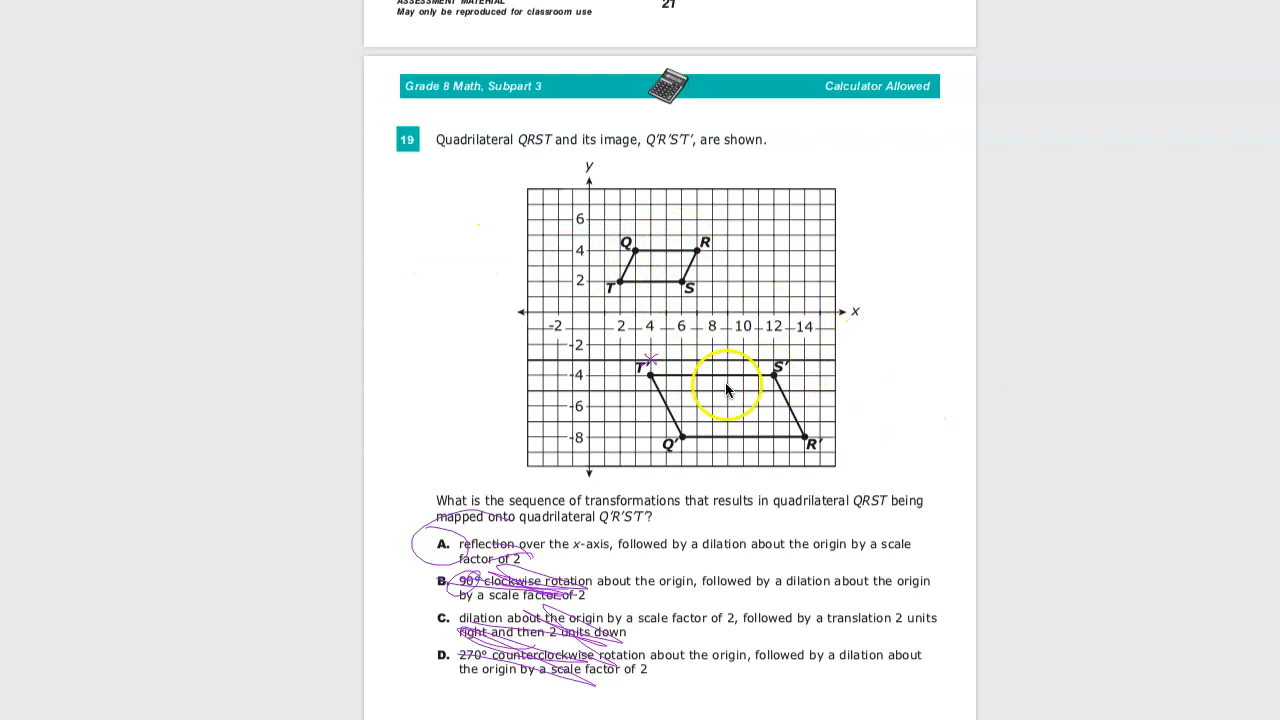 ASSESSMENT MATERIAL
May only be reproduced for classroom use
21
Grade 8 Math, Subpart 3
Calculator Allowed
19 Quadrilateral QRST and its image, Q′R′S′T′, are shown.
y
6
Q R
4
2
T S
x
-2 2 4 6 8 10 12 14
-2
T′ S′
-4
-6
-8
Q′ R′
What is the sequence of transformations that results in quadrilateral QRST being
mapped onto quadrilateral Q′R′S′T′?
A. reflection over the x-axis, followed by a dilation about the origin by a scale
factor of 2
B. 90° clockwise rotation about the origin, followed by a dilation about the origin
by a scale factor of 2
C. dilation about the origin by a scale factor of 2, followed by a translation 2 units
right and then 2 units down
D. 270° counterclockwise rotation about the origin, followed by a dilation about
the origin by a scale factor of 2